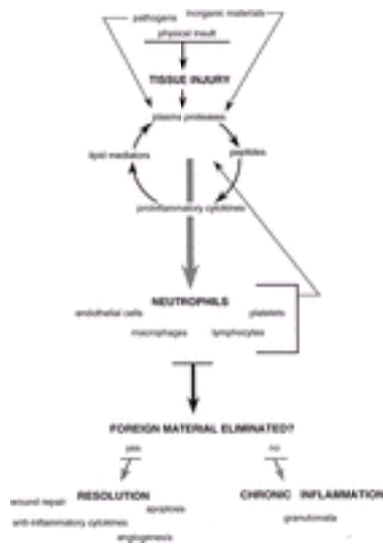 pathogens inorganic materials
physical insult
TISSUE INJURY
plasma proteases
lipid mediators peptides
proinflammatory cytokines
NEUTROPHILS
endothelial cells platelets
macrophages lymphocytes
FOREIGN MATERIAL ELIMINATED?
yes no
RESOLUTION CHRONIC INFLAMMATION
wound repair apoptosis granulomata
anti-inflammatory cytokines
angiogenesis